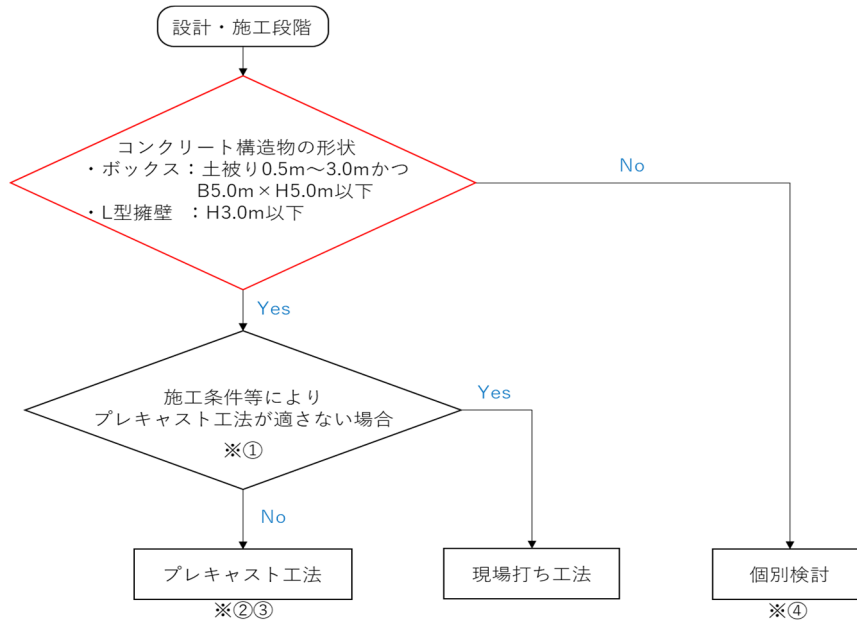 設計・施工段階
コンクリート構造物の形状
・ボックス：土被り0.5m～3.0mかつ
B5.0m×H5.0m以下
・L型擁壁　：H3.0m以下
No
Yes
施工条件等により
プレキャスト工法が適さない場合
※①
Yes
No
プレキャスト工法
現場打ち工法
個別検討
※②③
※④